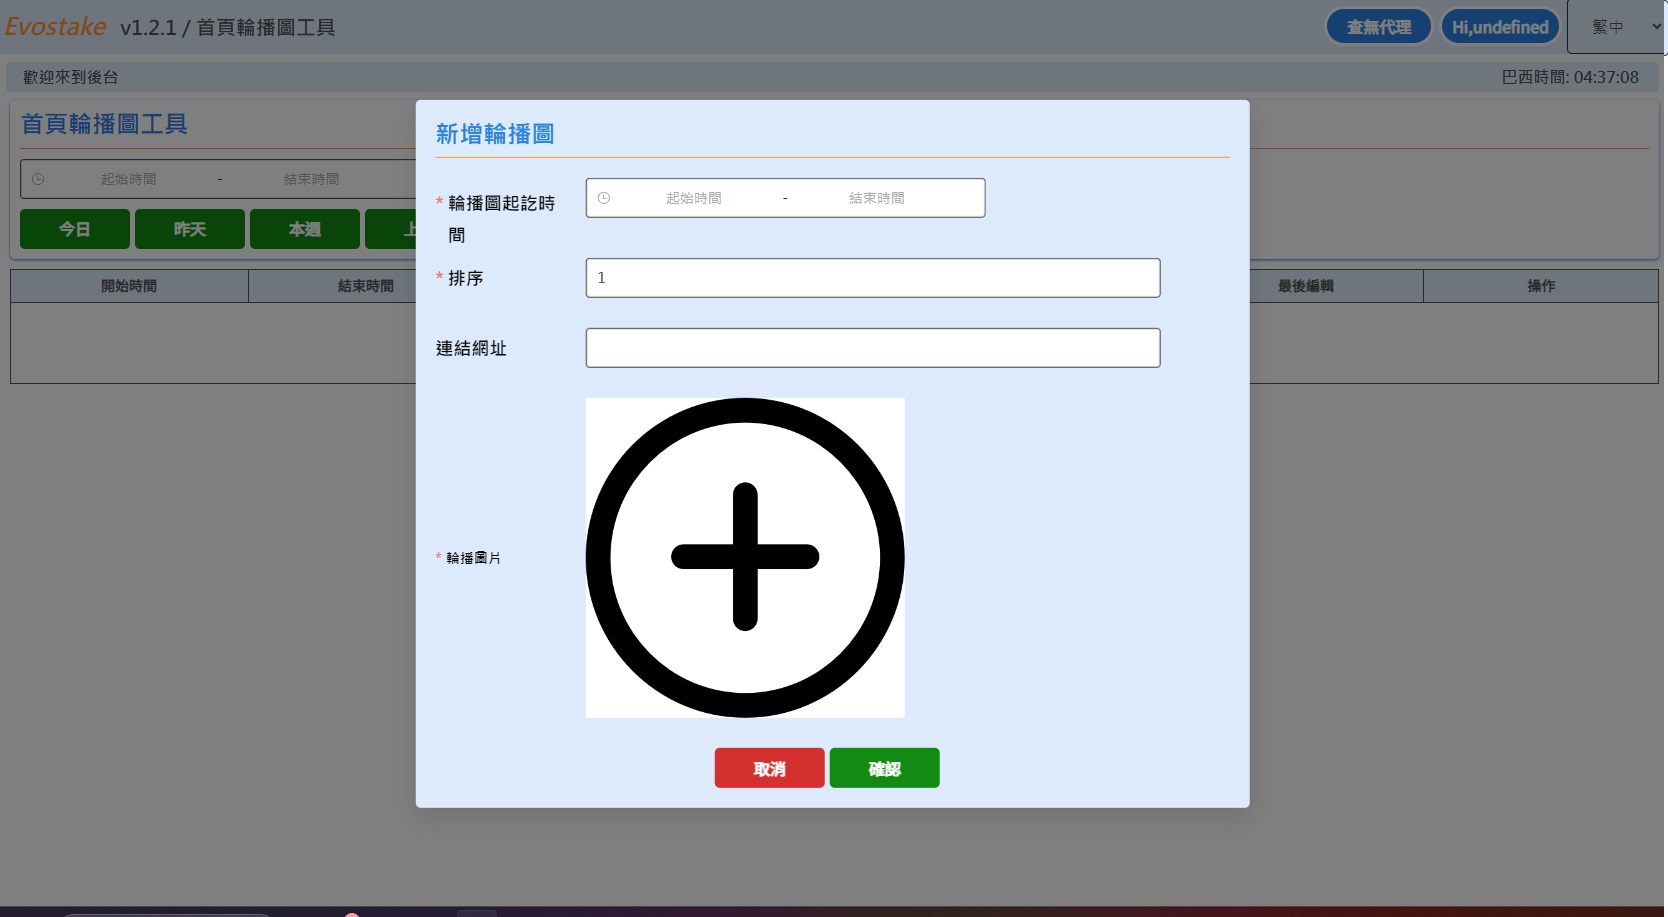 Evostake v1.2.1 / 首頁輪播圖工具
查無代理 Hi,undefined 繁中
歡迎來到後台
巴西時間: 04:37:08
首頁輪播圖工具
起始時間 - 結束時間
今日 昨天 本週 上
開始時間 結束時間 最後編輯 操作
新增輪播圖
* 輪播圖起訖時
間
起始時間 - 結束時間
* 排序
1
連結網址
* 輪播圖片
取消 確認